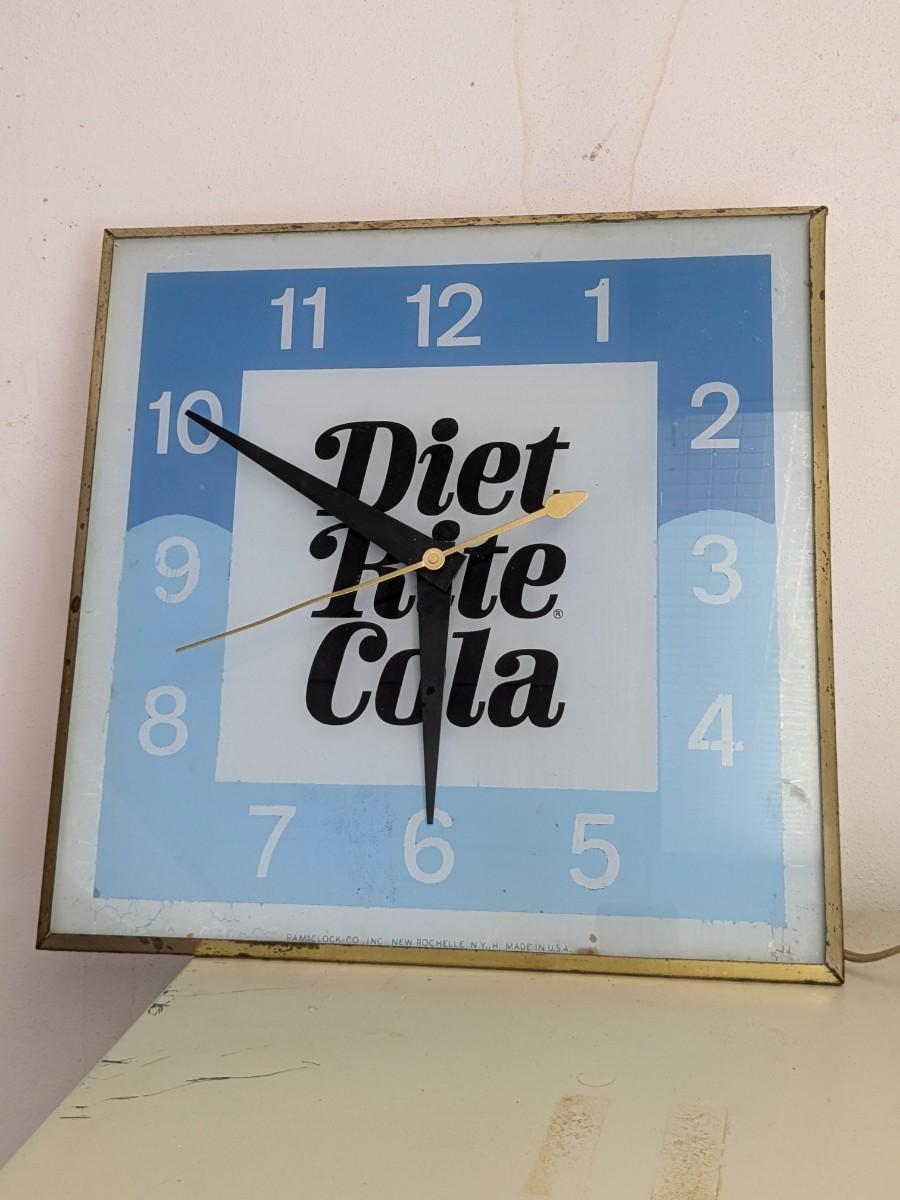 11 12 1
10 2
Diet
Rite
9 3
®
Cola
8 4
7 6 5
PAM CLOCK CO., INC., NEW ROCHELLE, N.Y., H. MADE IN U.S.A.